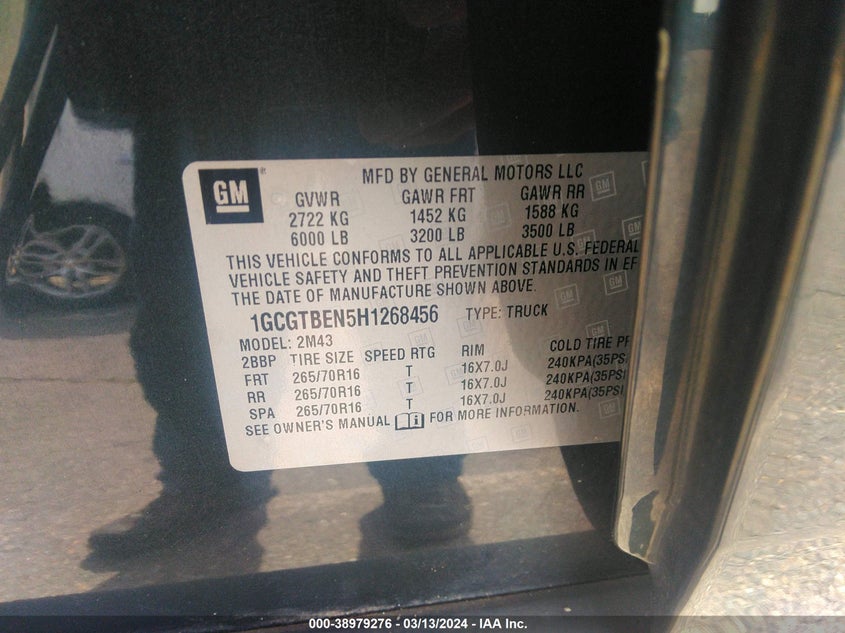 GM ®
MFD BY GENERAL MOTORS LLC
GVWR GAWR FRT GAWR RR
2722 KG 1452 KG 1588 KG
6000 LB 3200 LB 3500 LB
THIS VEHICLE CONFORMS TO ALL APPLICABLE U.S. FEDERAL
VEHICLE SAFETY AND THEFT PREVENTION STANDARDS IN EF
THE DATE OF MANUFACTURE SHOWN ABOVE.
1GCGTBEN5H1268456 TYPE: TRUCK
MODEL: 2M43
2BBP TIRE SIZE SPEED RTG RIM COLD TIRE PR
FRT 265/70R16 T 16X7.0J 240KPA(35PSI
RR 265/70R16 T 16X7.0J 240KPA(35PSI
SPA 265/70R16 T 16X7.0J 240KPA(35PSI
SEE OWNER'S MANUAL FOR MORE INFORMATION.
000-38979276 - 03/13/2024 - IAA Inc.